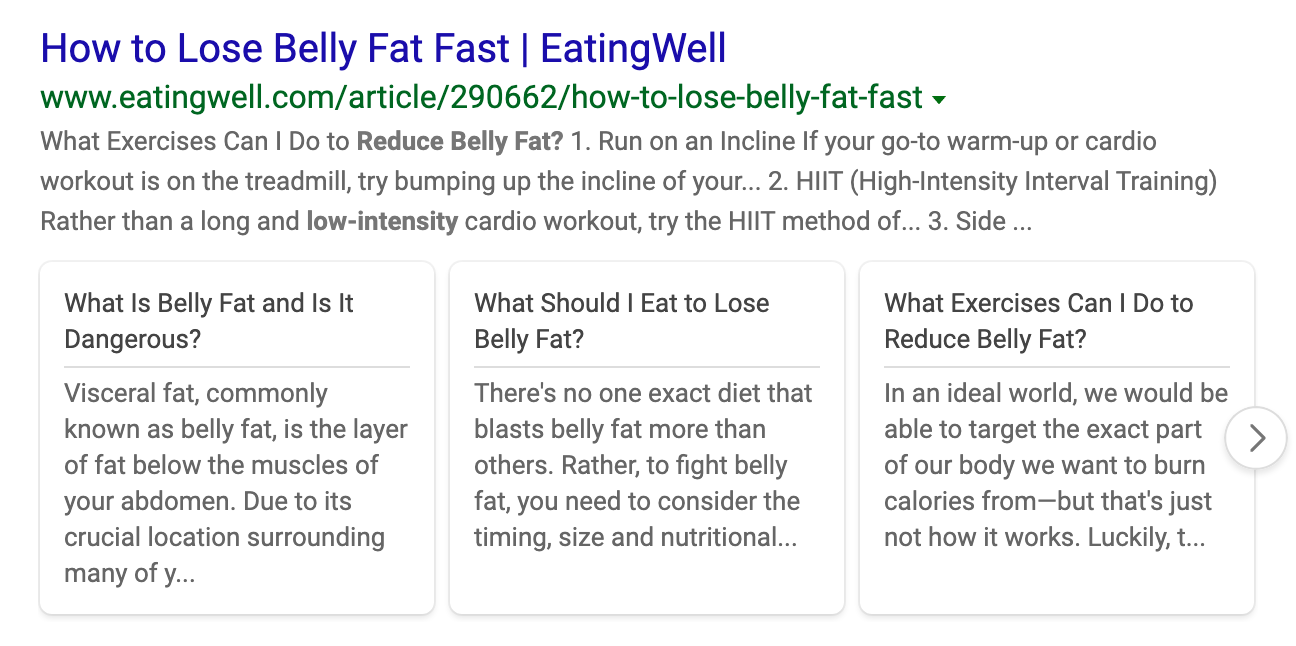 How to Lose Belly Fat Fast | EatingWell
www.eatingwell.com/article/290662/how-to-lose-belly-fat-fast
What Exercises Can I Do to Reduce Belly Fat? 1. Run on an Incline If your go-to warm-up or cardio
workout is on the treadmill, try bumping up the incline of your... 2. HIIT (High-Intensity Interval Training)
Rather than a long and low-intensity cardio workout, try the HIIT method of... 3. Side ...
What Is Belly Fat and Is It
Dangerous?
Visceral fat, commonly
known as belly fat, is the layer
of fat below the muscles of
your abdomen. Due to its
crucial location surrounding
many of y...
What Should I Eat to Lose
Belly Fat?
There's no one exact diet that
blasts belly fat more than
others. Rather, to fight belly
fat, you need to consider the
timing, size and nutritional...
What Exercises Can I Do to
Reduce Belly Fat?
In an ideal world, we would be
able to target the exact part
of our body we want to burn
calories from—but that's just
not how it works. Luckily, t...